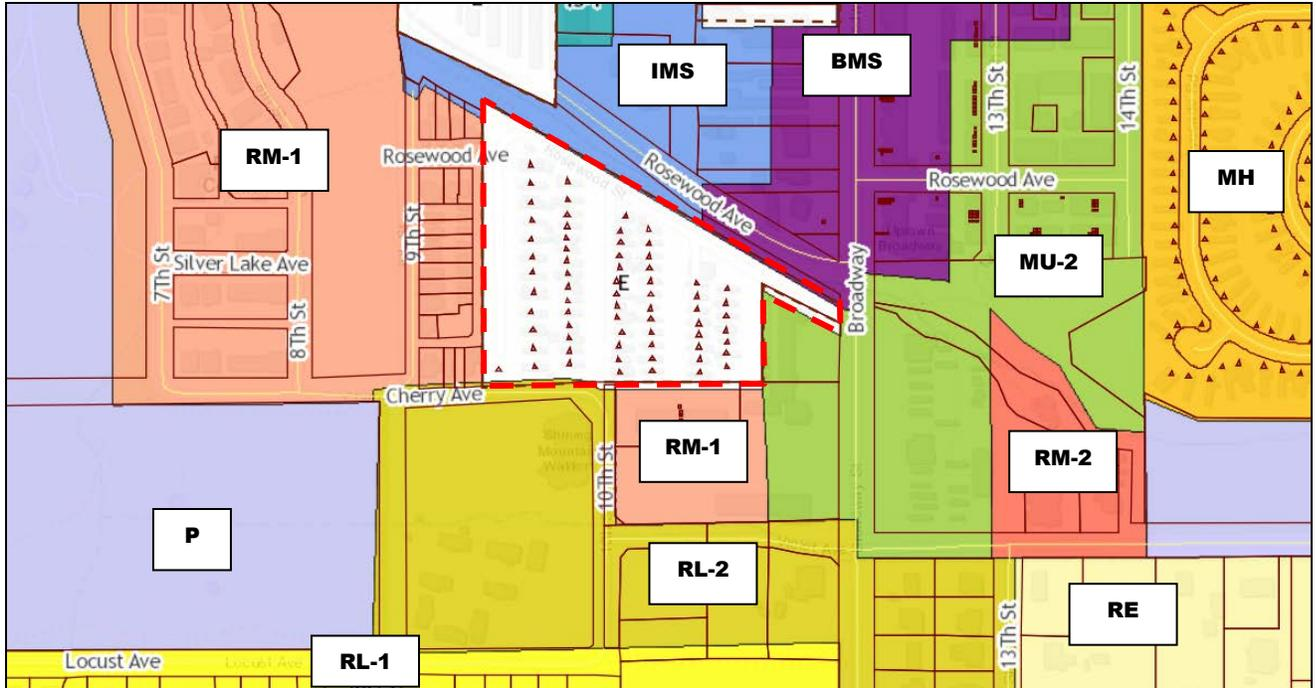 IMS
BMS
13Th St
14Th St
RM-1
Rosewood Ave
MH
Rosewood Ave
Rosewood Ave
9Th St
Uptown
Broadway
7Th St
Silver Lake Ave
E
MU-2
8Th St
Broadway
Cherry Ave
RM-1
RM-2
10Th St
P
RL-2
RE
13Th St
Locust Ave
Locust Ave
RL-1